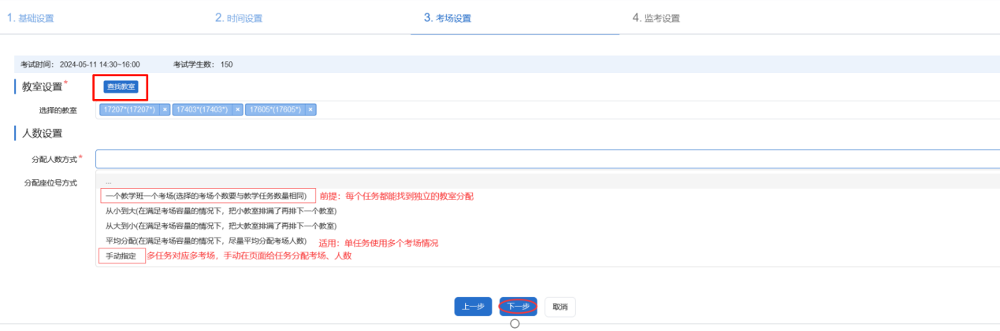 1. 基础设置 2. 时间设置 3. 考场设置 4. 监考设置
考试时间： 2024-05-11 14:30~16:00 考试学生数： 150
教室设置* 查找教室
选择的教室 17207*(17207*) × 17403*(17403*) × 17605*(17605*) ×
人数设置
分配人数方式*
分配座位号方式 ...
一个教学班一个考场(选择的考场个数要与教学任务数量相同) 前提：每个任务都能找到独立的教室分配
从小到大(在满足考场容量的情况下，把小教室排满了再排下一个教室)
从大到小(在满足考场容量的情况下，把大教室排满了再排下一个教室)
平均分配(在满足考场容量的情况下，尽量平均分配考场人数) 适用：单任务使用多个考场情况
手动指定 多任务对应多考场，手动在页面给任务分配考场、人数
上一步 下一步 取消